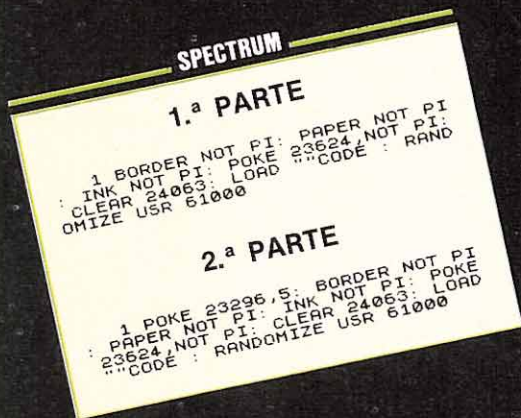 SPECTRUM
1.ª PARTE
1 BORDER NOT PI: PAPER NOT PI
: INK NOT PI: POKE 23624,NOT PI:
CLEAR 24063: LOAD ""CODE : RAND
OMIZE USR 61000
2.ª PARTE
1 POKE 23296,5: BORDER NOT PI
: PAPER NOT PI: INK NOT PI: POKE
23624,NOT PI: CLEAR 24063: LOAD
""CODE : RANDOMIZE USR 61000